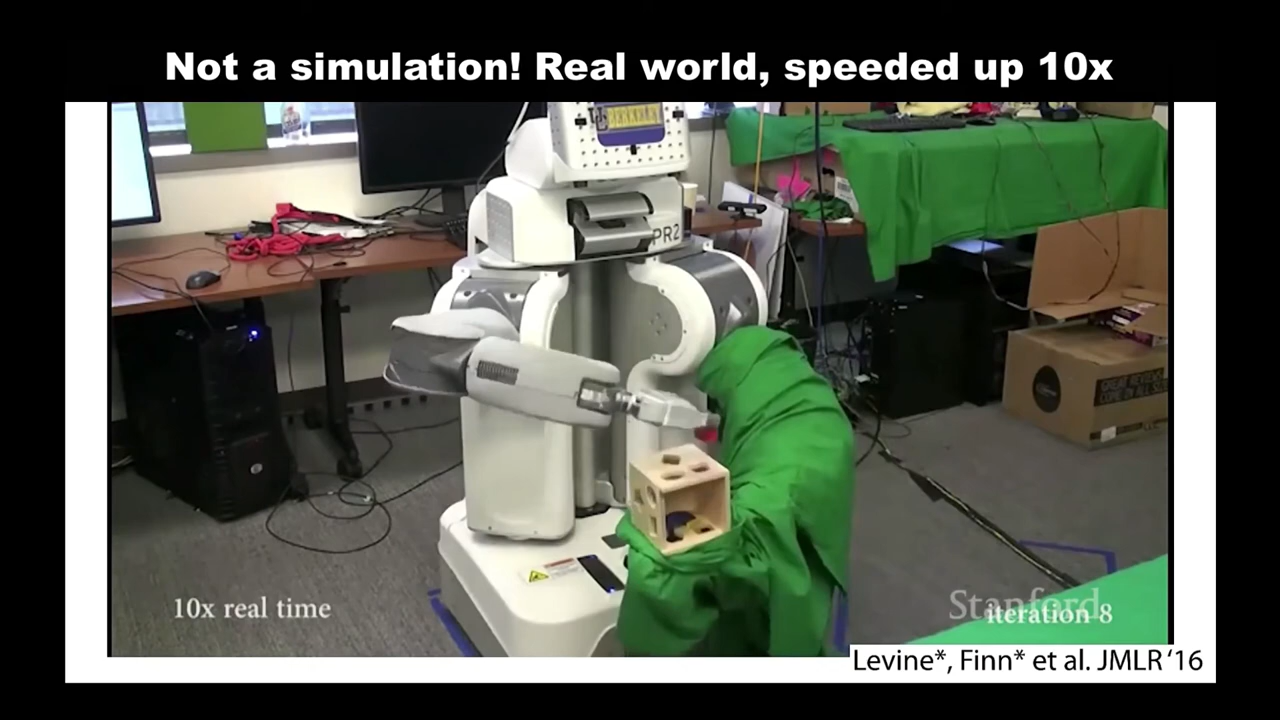 Not a simulation! Real world, speeded up 10x
BERKELEY
PR2
10x real time
Stanford
iteration 8
Levine*, Finn* et al. JMLR ‘16